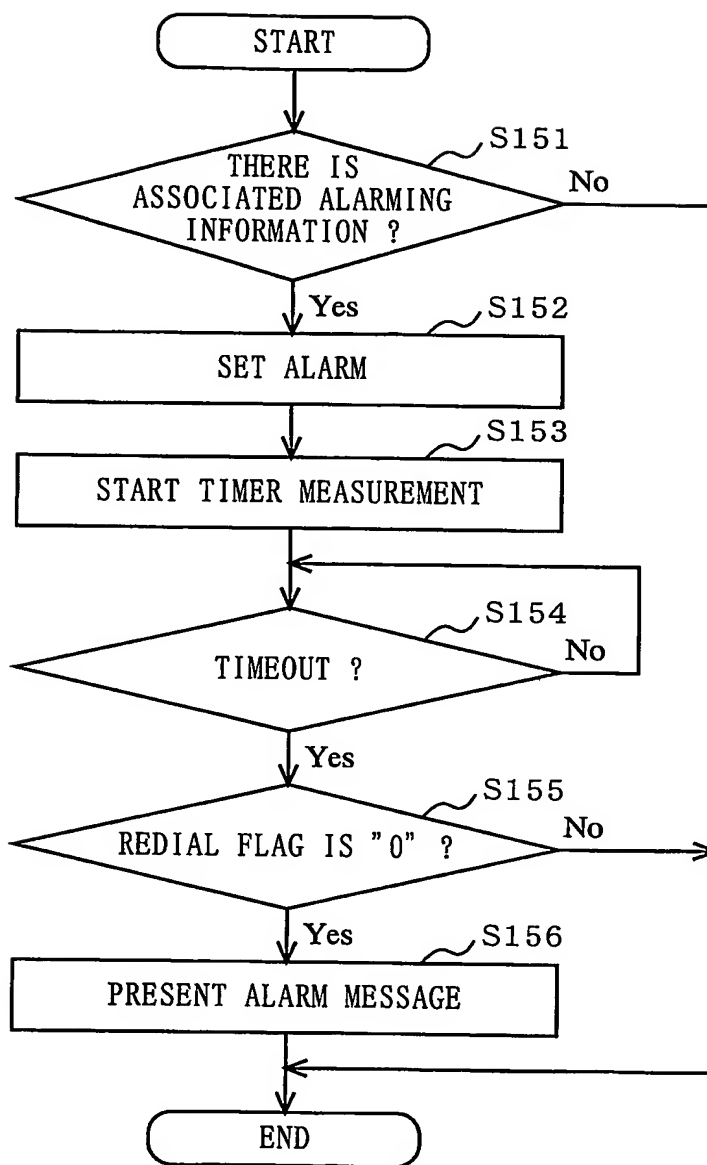 START
S151
THERE IS
ASSOCIATED ALARMING
INFORMATION ?
No
Yes
S152
SET ALARM
S153
START TIMER MEASUREMENT
S154
TIMEOUT ?
No
Yes
S155
REDIAL FLAG IS "0" ?
No
Yes
S156
PRESENT ALARM MESSAGE
END